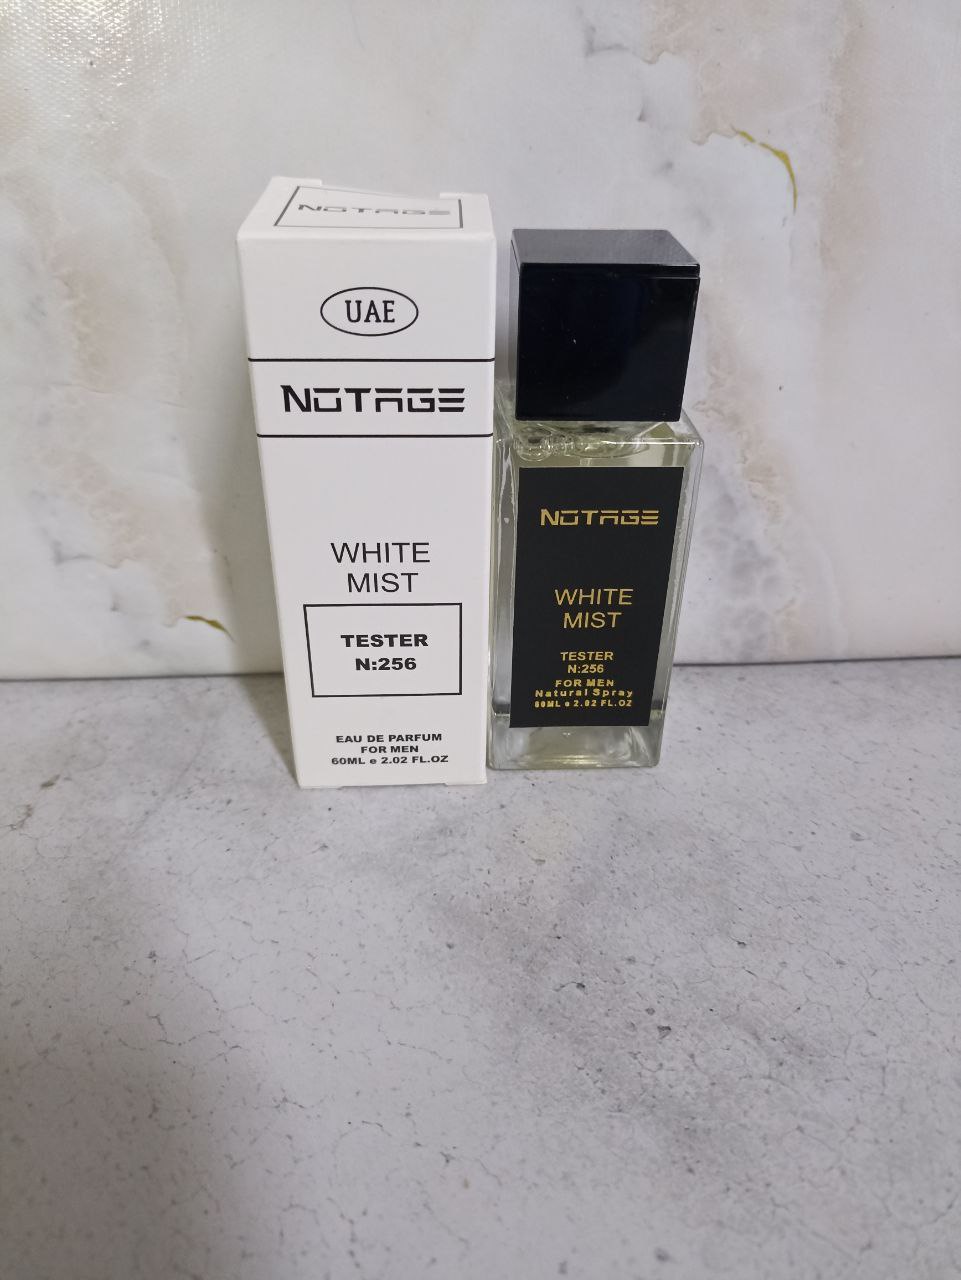 NOTAGE
UAE
NOTAGE
WHITE
MIST
TESTER
N:256
EAU DE PARFUM
FOR MEN
60ML e 2.02 FL.OZ
NOTAGE
WHITE
MIST
TESTER
N:256
FOR MEN
Natural Spray
60ML e 2.02 FL.OZ